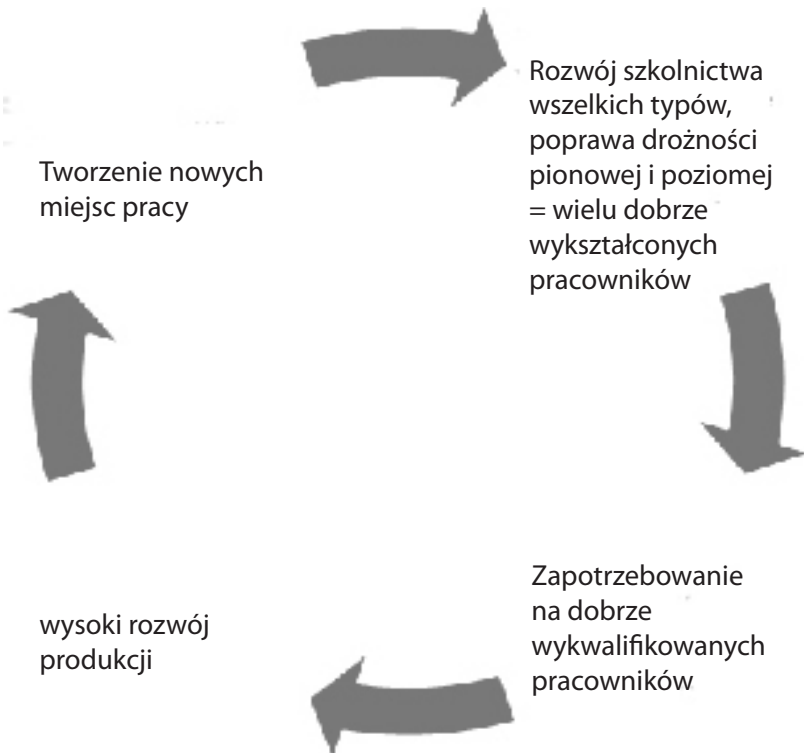 Tworzenie nowych
miejsc pracy
Rozwój szkolnictwa
wszelkich typów,
poprawa drożności
pionowej i poziomej
= wielu dobrze
wykształconych
pracowników
Zapotrzebowanie
na dobrze
wykwalifikowanych
pracowników
wysoki rozwój
produkcji